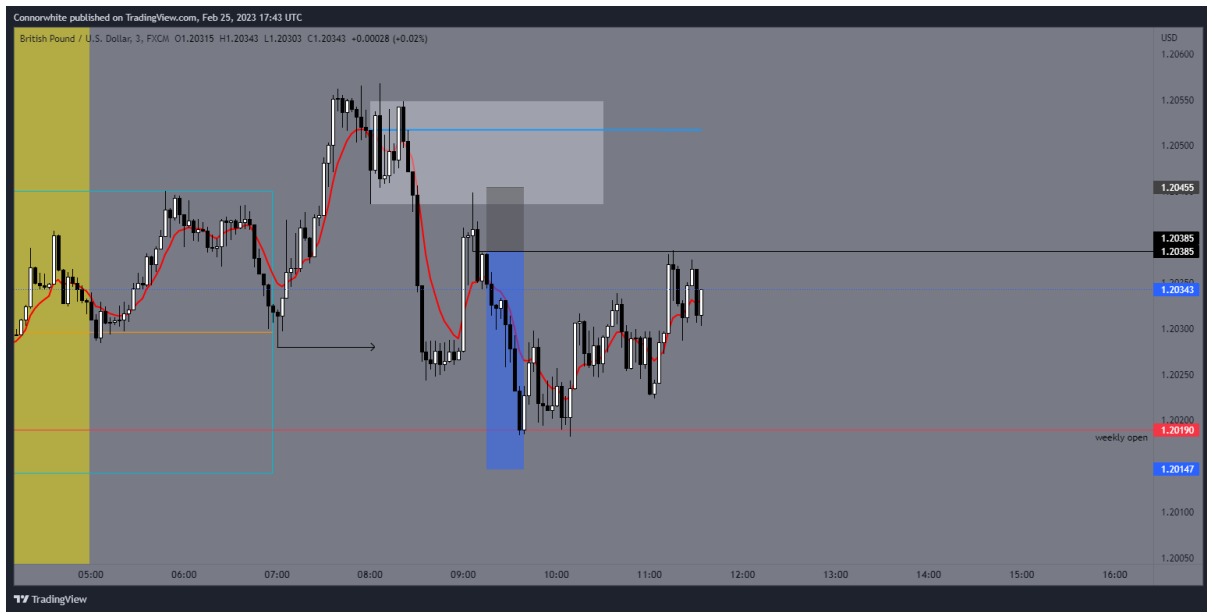 Connorwhite published on TradingView.com, Feb 25, 2023 17:43 UTC
British Pound / U.S. Dollar, 3, FXCM O1.20315 H1.20343 L1.20303 C1.20343 +0.00028 (+0.02%)
USD
1.20600
1.20550
1.20500
1.20455
1.20385
1.20385
1.20343
1.20300
1.20250
1.20200
1.20190
weekly open
1.20147
1.20100
1.20050
05:00 06:00 07:00 08:00 09:00 10:00 11:00 12:00 13:00 14:00 15:00 16:00
TradingView